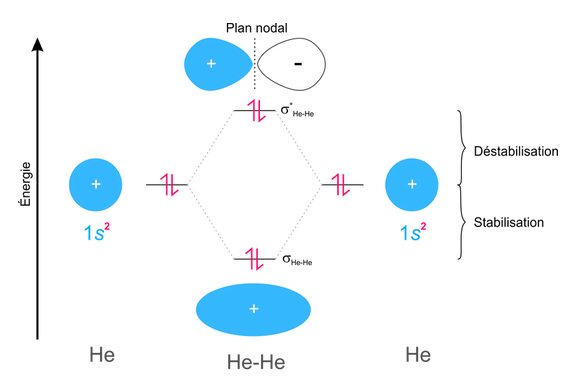 Plan nodal
+
-
σ*He-He
Énergie
Déstabilisation
+
+
1s²
1s²
Stabilisation
σHe-He
+
He
He-He
He